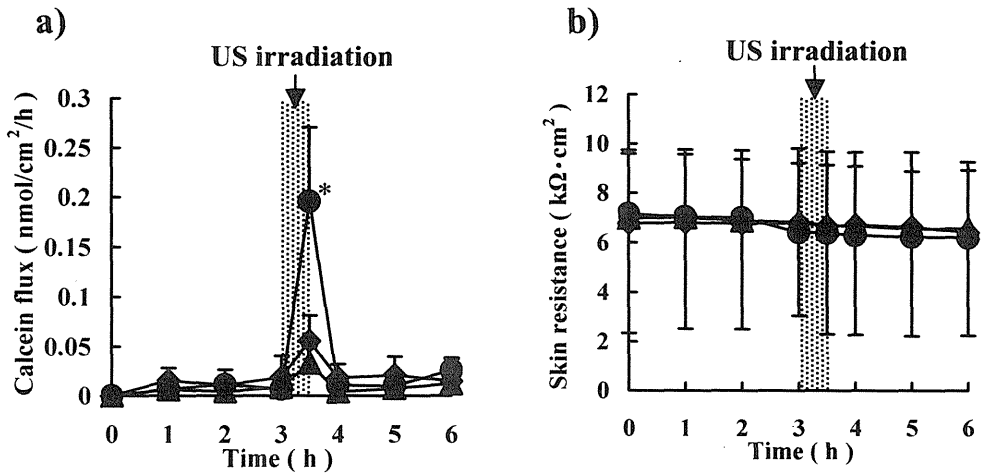 a)
US irradiation
Calcein flux ( nmol/cm²/h )
0.3
0.25
0.2
0.15
0.1
0.05
0
*
0 1 2 3 4 5 6
Time ( h )
b)
US irradiation
Skin resistance ( kΩ·cm² )
12
10
8
6
4
2
0
0 1 2 3 4 5 6
Time ( h )